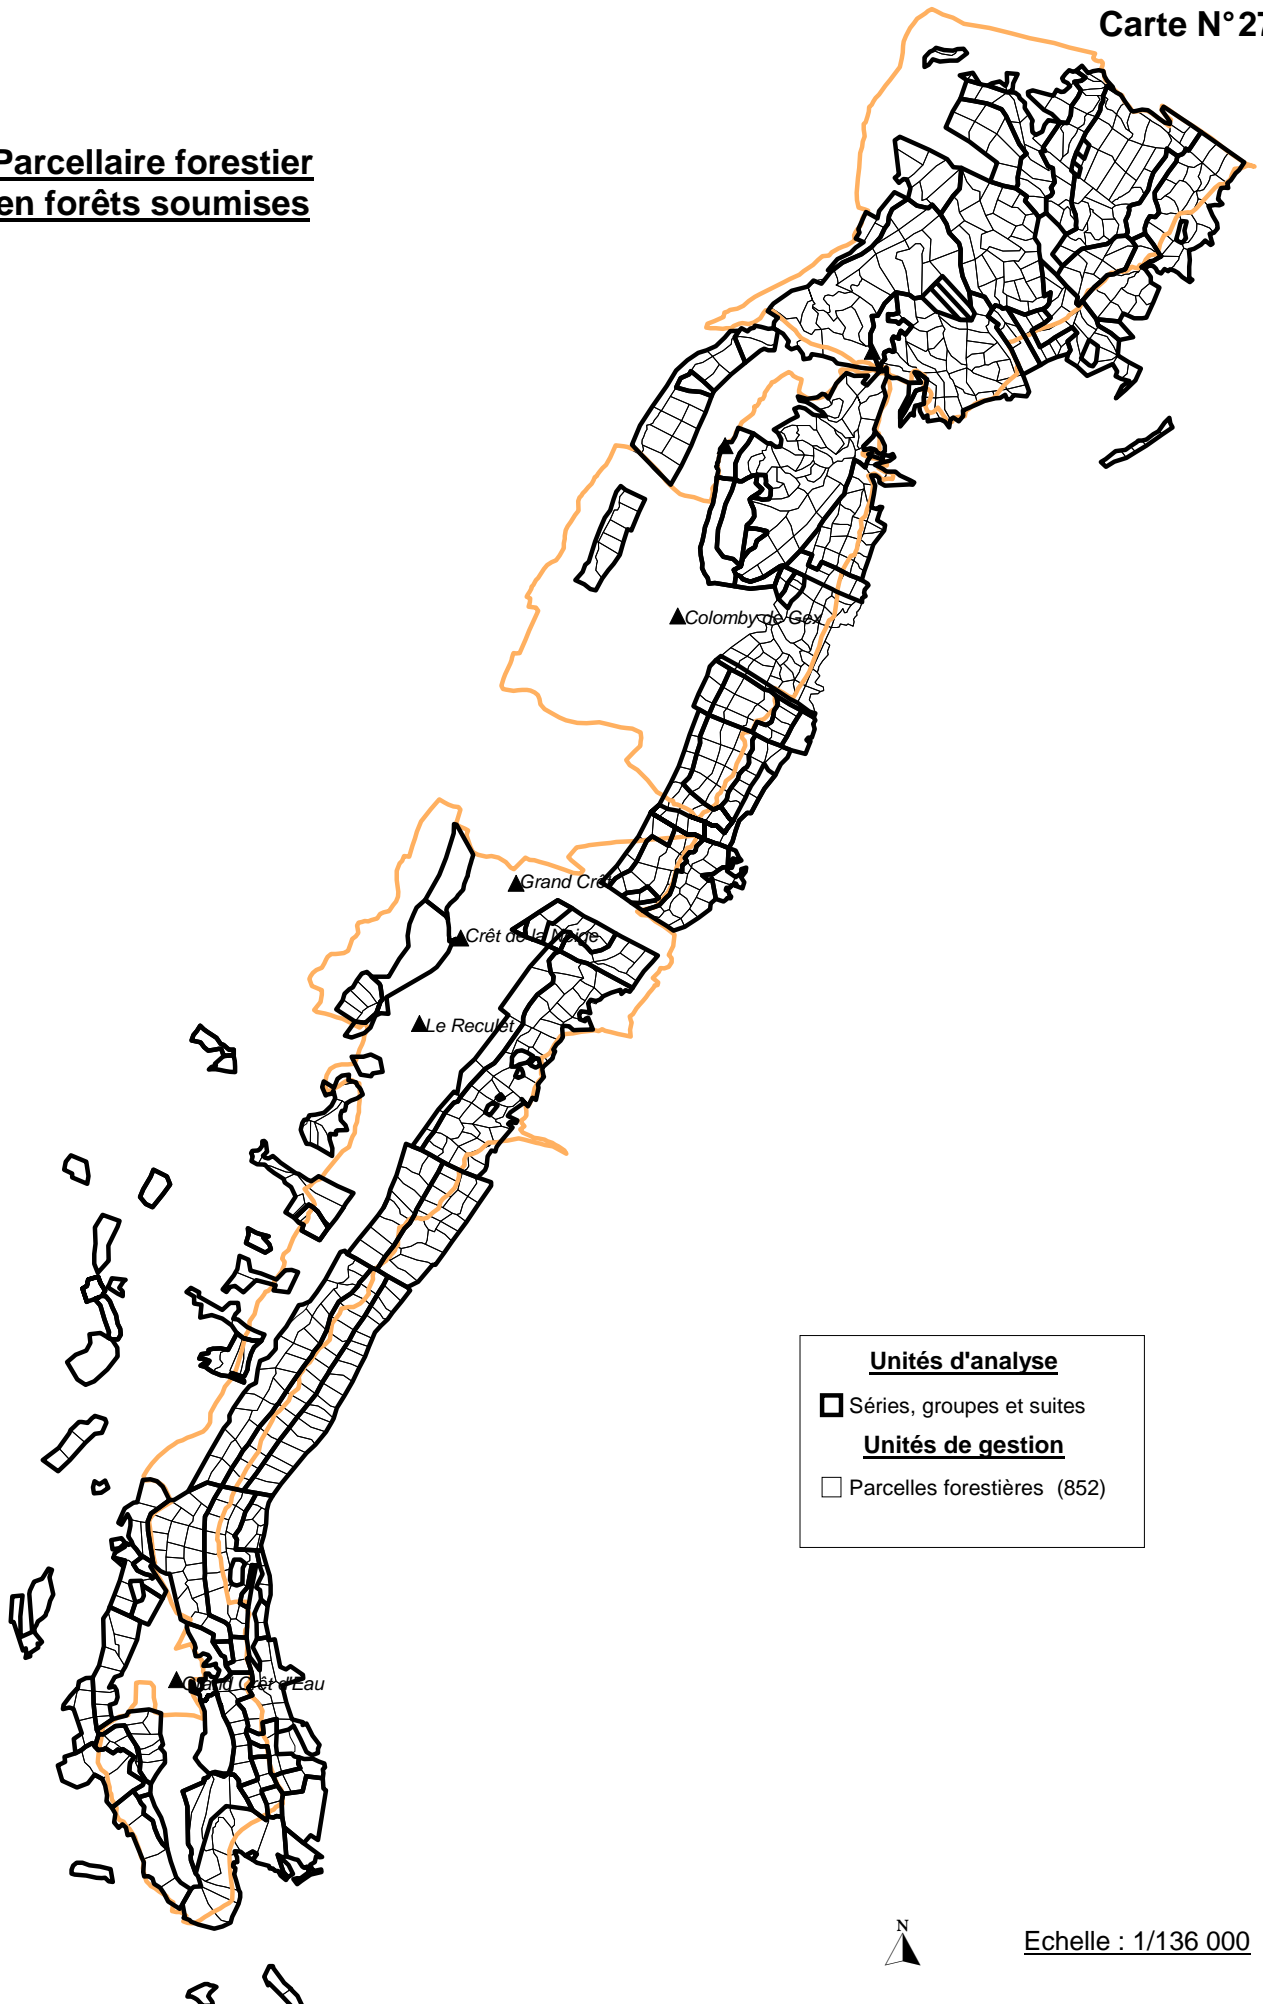 Carte N°27
Parcellaire forestier
en forêts soumises
Colomby de Gex
Grand Crêt
Crêt de la Neige
Le Reculet
Grand Crêt d'Eau
Unités d'analyse
Séries, groupes et suites
Unités de gestion
Parcelles forestières (852)
N
Echelle : 1/136 000